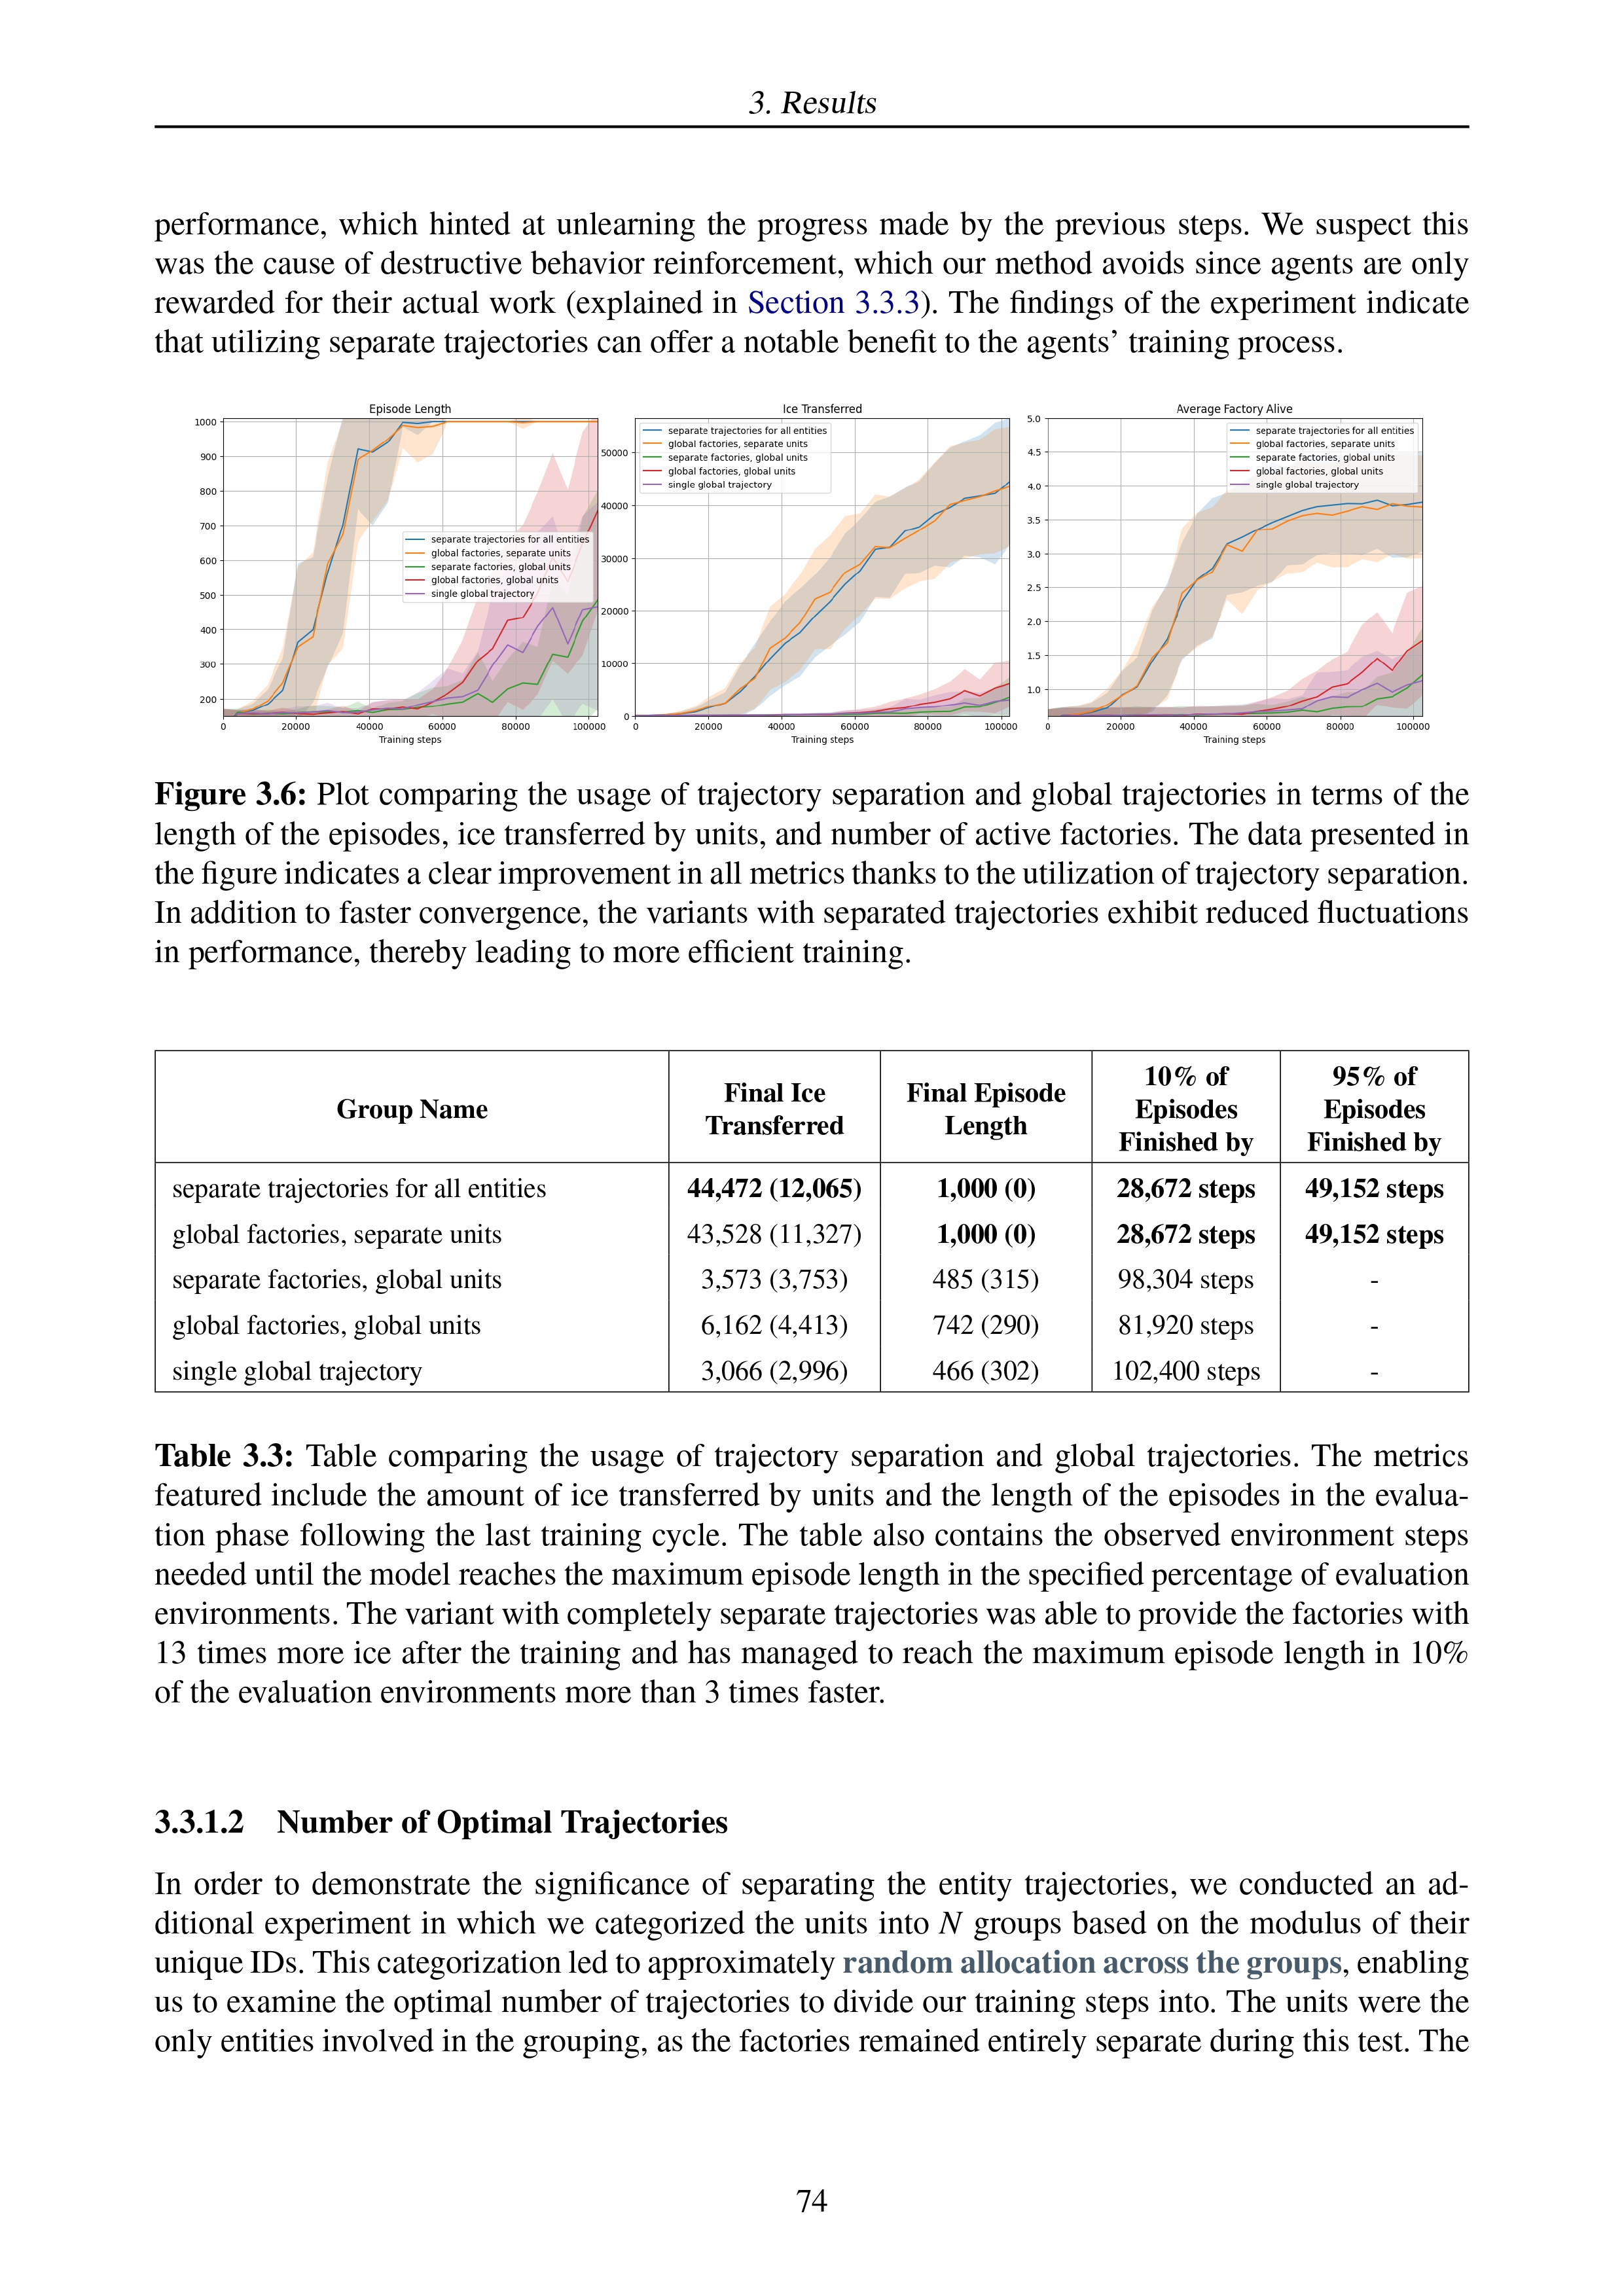 3. Results
performance, which hinted at unlearning the progress made by the previous steps. We suspect this
was the cause of destructive behavior reinforcement, which our method avoids since agents are only
rewarded for their actual work (explained in Section 3.3.3). The findings of the experiment indicate
that utilizing separate trajectories can offer a notable benefit to the agents' training process.
Episode Length
1000
900
800
700
600
500
400
300
200
separate trajectories for all entities
global factories, separate units
separate factories, global units
global factories, global units
single global trajectory
0 20000 40000 60000 80000 100000
Training steps
Ice Transferred
50000
40000
30000
20000
10000
0
separate trajectories for all entities
global factories, separate units
separate factories, global units
global factories, global units
single global trajectory
0 20000 40000 60000 80000 100000
Training steps
Average Factory Alive
5.0
4.5
4.0
3.5
3.0
2.5
2.0
1.5
1.0
separate trajectories for all entities
global factories, separate units
separate factories, global units
global factories, global units
single global trajectory
0 20000 40000 60000 80000 100000
Training steps
Figure 3.6: Plot comparing the usage of trajectory separation and global trajectories in terms of the
length of the episodes, ice transferred by units, and number of active factories. The data presented in
the figure indicates a clear improvement in all metrics thanks to the utilization of trajectory separation.
In addition to faster convergence, the variants with separated trajectories exhibit reduced fluctuations
in performance, thereby leading to more efficient training.
Group Name
Final Ice
Transferred
Final Episode
Length
10% of
Episodes
Finished by
95% of
Episodes
Finished by
separate trajectories for all entities 44,472 (12,065) 1,000 (0) 28,672 steps 49,152 steps
global factories, separate units 43,528 (11,327) 1,000 (0) 28,672 steps 49,152 steps
separate factories, global units 3,573 (3,753) 485 (315) 98,304 steps -
global factories, global units 6,162 (4,413) 742 (290) 81,920 steps -
single global trajectory 3,066 (2,996) 466 (302) 102,400 steps -
Table 3.3: Table comparing the usage of trajectory separation and global trajectories. The metrics
featured include the amount of ice transferred by units and the length of the episodes in the evalua-
tion phase following the last training cycle. The table also contains the observed environment steps
needed until the model reaches the maximum episode length in the specified percentage of evaluation
environments. The variant with completely separate trajectories was able to provide the factories with
13 times more ice after the training and has managed to reach the maximum episode length in 10%
of the evaluation environments more than 3 times faster.
3.3.1.2 Number of Optimal Trajectories
In order to demonstrate the significance of separating the entity trajectories, we conducted an ad-
ditional experiment in which we categorized the units into N groups based on the modulus of their
unique IDs. This categorization led to approximately random allocation across the groups, enabling
us to examine the optimal number of trajectories to divide our training steps into. The units were the
only entities involved in the grouping, as the factories remained entirely separate during this test. The
74